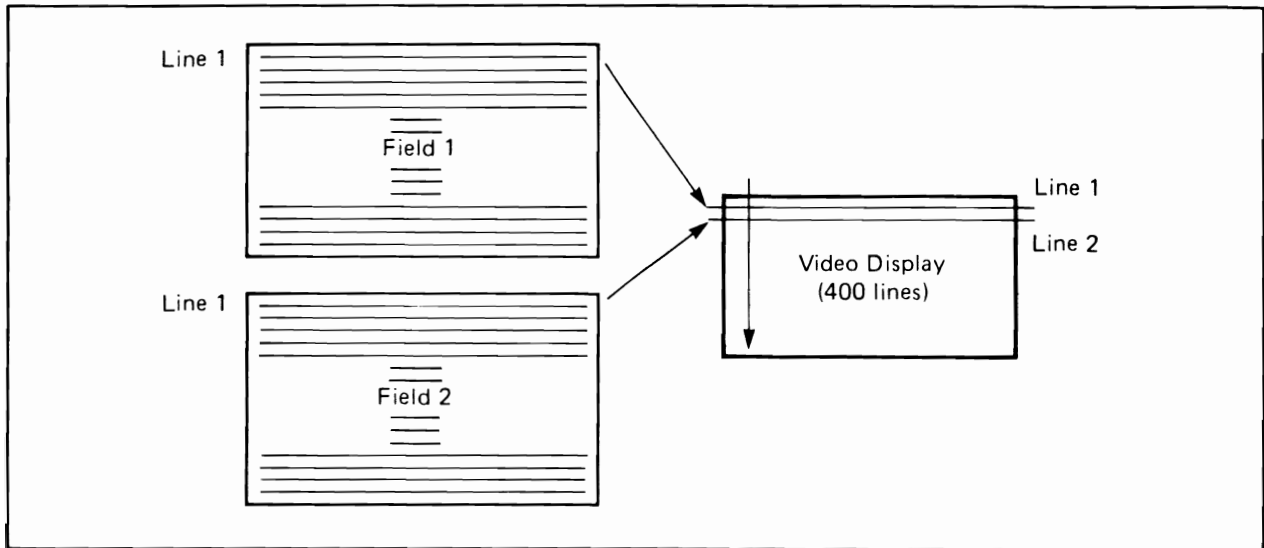 Line 1
Field 1
Line 1
Field 2
Line 1
Line 2
Video Display
(400 lines)